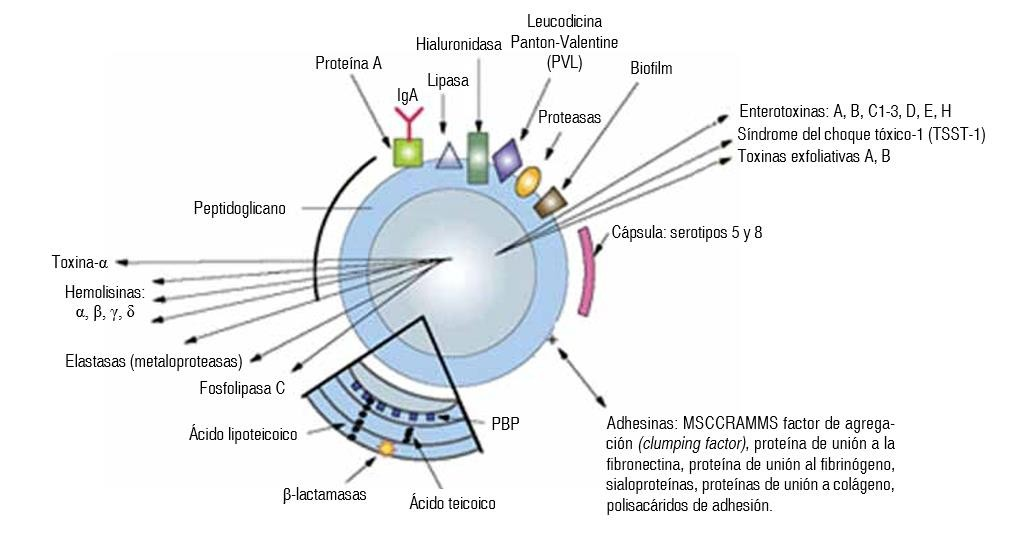 Leucodicina
Panton-Valentine
(PVL)
Hialuronidasa
Proteína A
Lipasa
Biofilm
IgA
Proteasas
Enterotoxinas: A, B, C1-3, D, E, H
Síndrome del choque tóxico-1 (TSST-1)
Toxinas exfoliativas A, B
Peptidoglicano
Cápsula: serotipos 5 y 8
Toxina-α
Hemolisinas:
α, β, γ, δ
Elastasas (metaloproteasas)
Fosfolipasa C
Ácido lipoteicoico
PBP
β-lactamasas
Ácido teicoico
Adhesinas: MSCCRAMMS factor de agrega-
ción (clumping factor), proteína de unión a la
fibronectina, proteína de unión al fibrinógeno,
sialoproteínas, proteínas de unión a colágeno,
polisacáridos de adhesión.